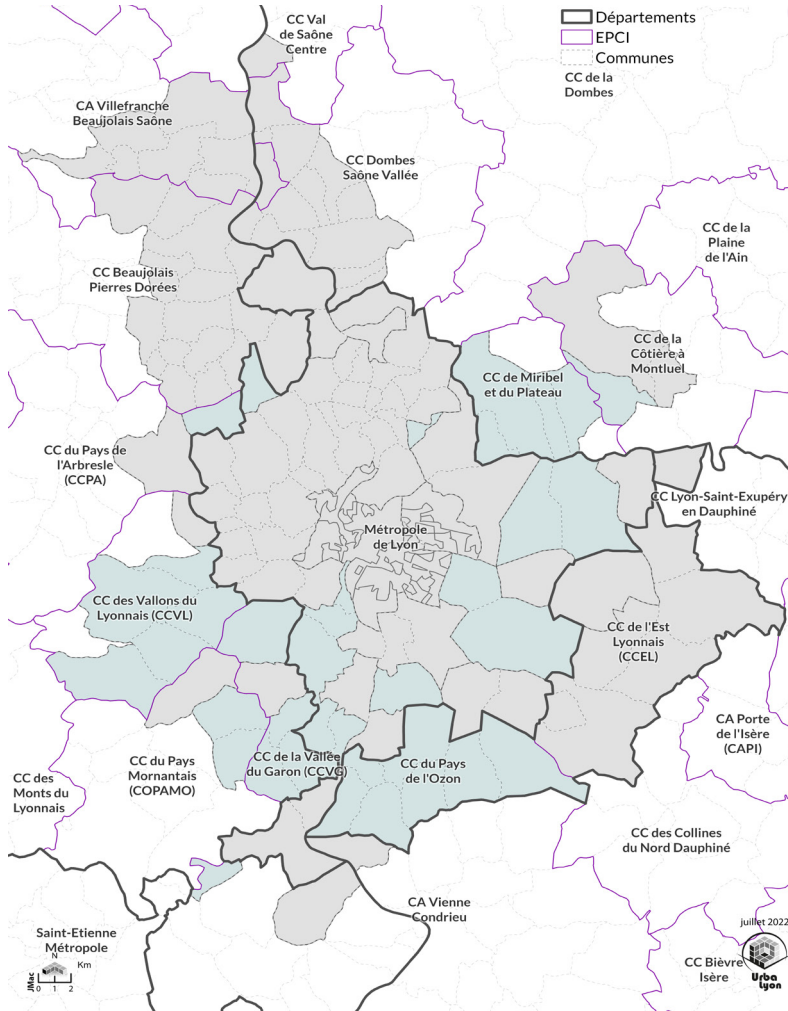 CC Val
de Saône
Centre
Départements
EPCI
Communes
CC de la
Dombes
CA Villefranche
Beaujolais Saône
CC Dombes
Saône Vallée
CC de la
Plaine
de l'Ain
CC Beaujolais
Pierres Dorées
CC de la
Côtière à
Montluel
CC de Miribel
et du Plateau
CC du Pays de
l'Arbresle
(CCPA)
CC Lyon-Saint-Exupéry
en Dauphiné
Métropole
de Lyon
CC des Vallons du
Lyonnais (CCVL)
CC de l'Est
Lyonnais
(CCEL)
CA Porte
de l'Isère
(CAPI)
CC du Pays
Mornantais
(COPAMO)
CC de la Vallée
du Garon (CCVG)
CC du Pays
de l'Ozon
CC des
Monts du
Lyonnais
CC des Collines
du Nord Dauphiné
CA Vienne
Condrieu
Saint-Etienne
Métropole
juillet 2022
CC Bièvre
Isère
Urba
Lyon
JMac
N
Km
0 1 2